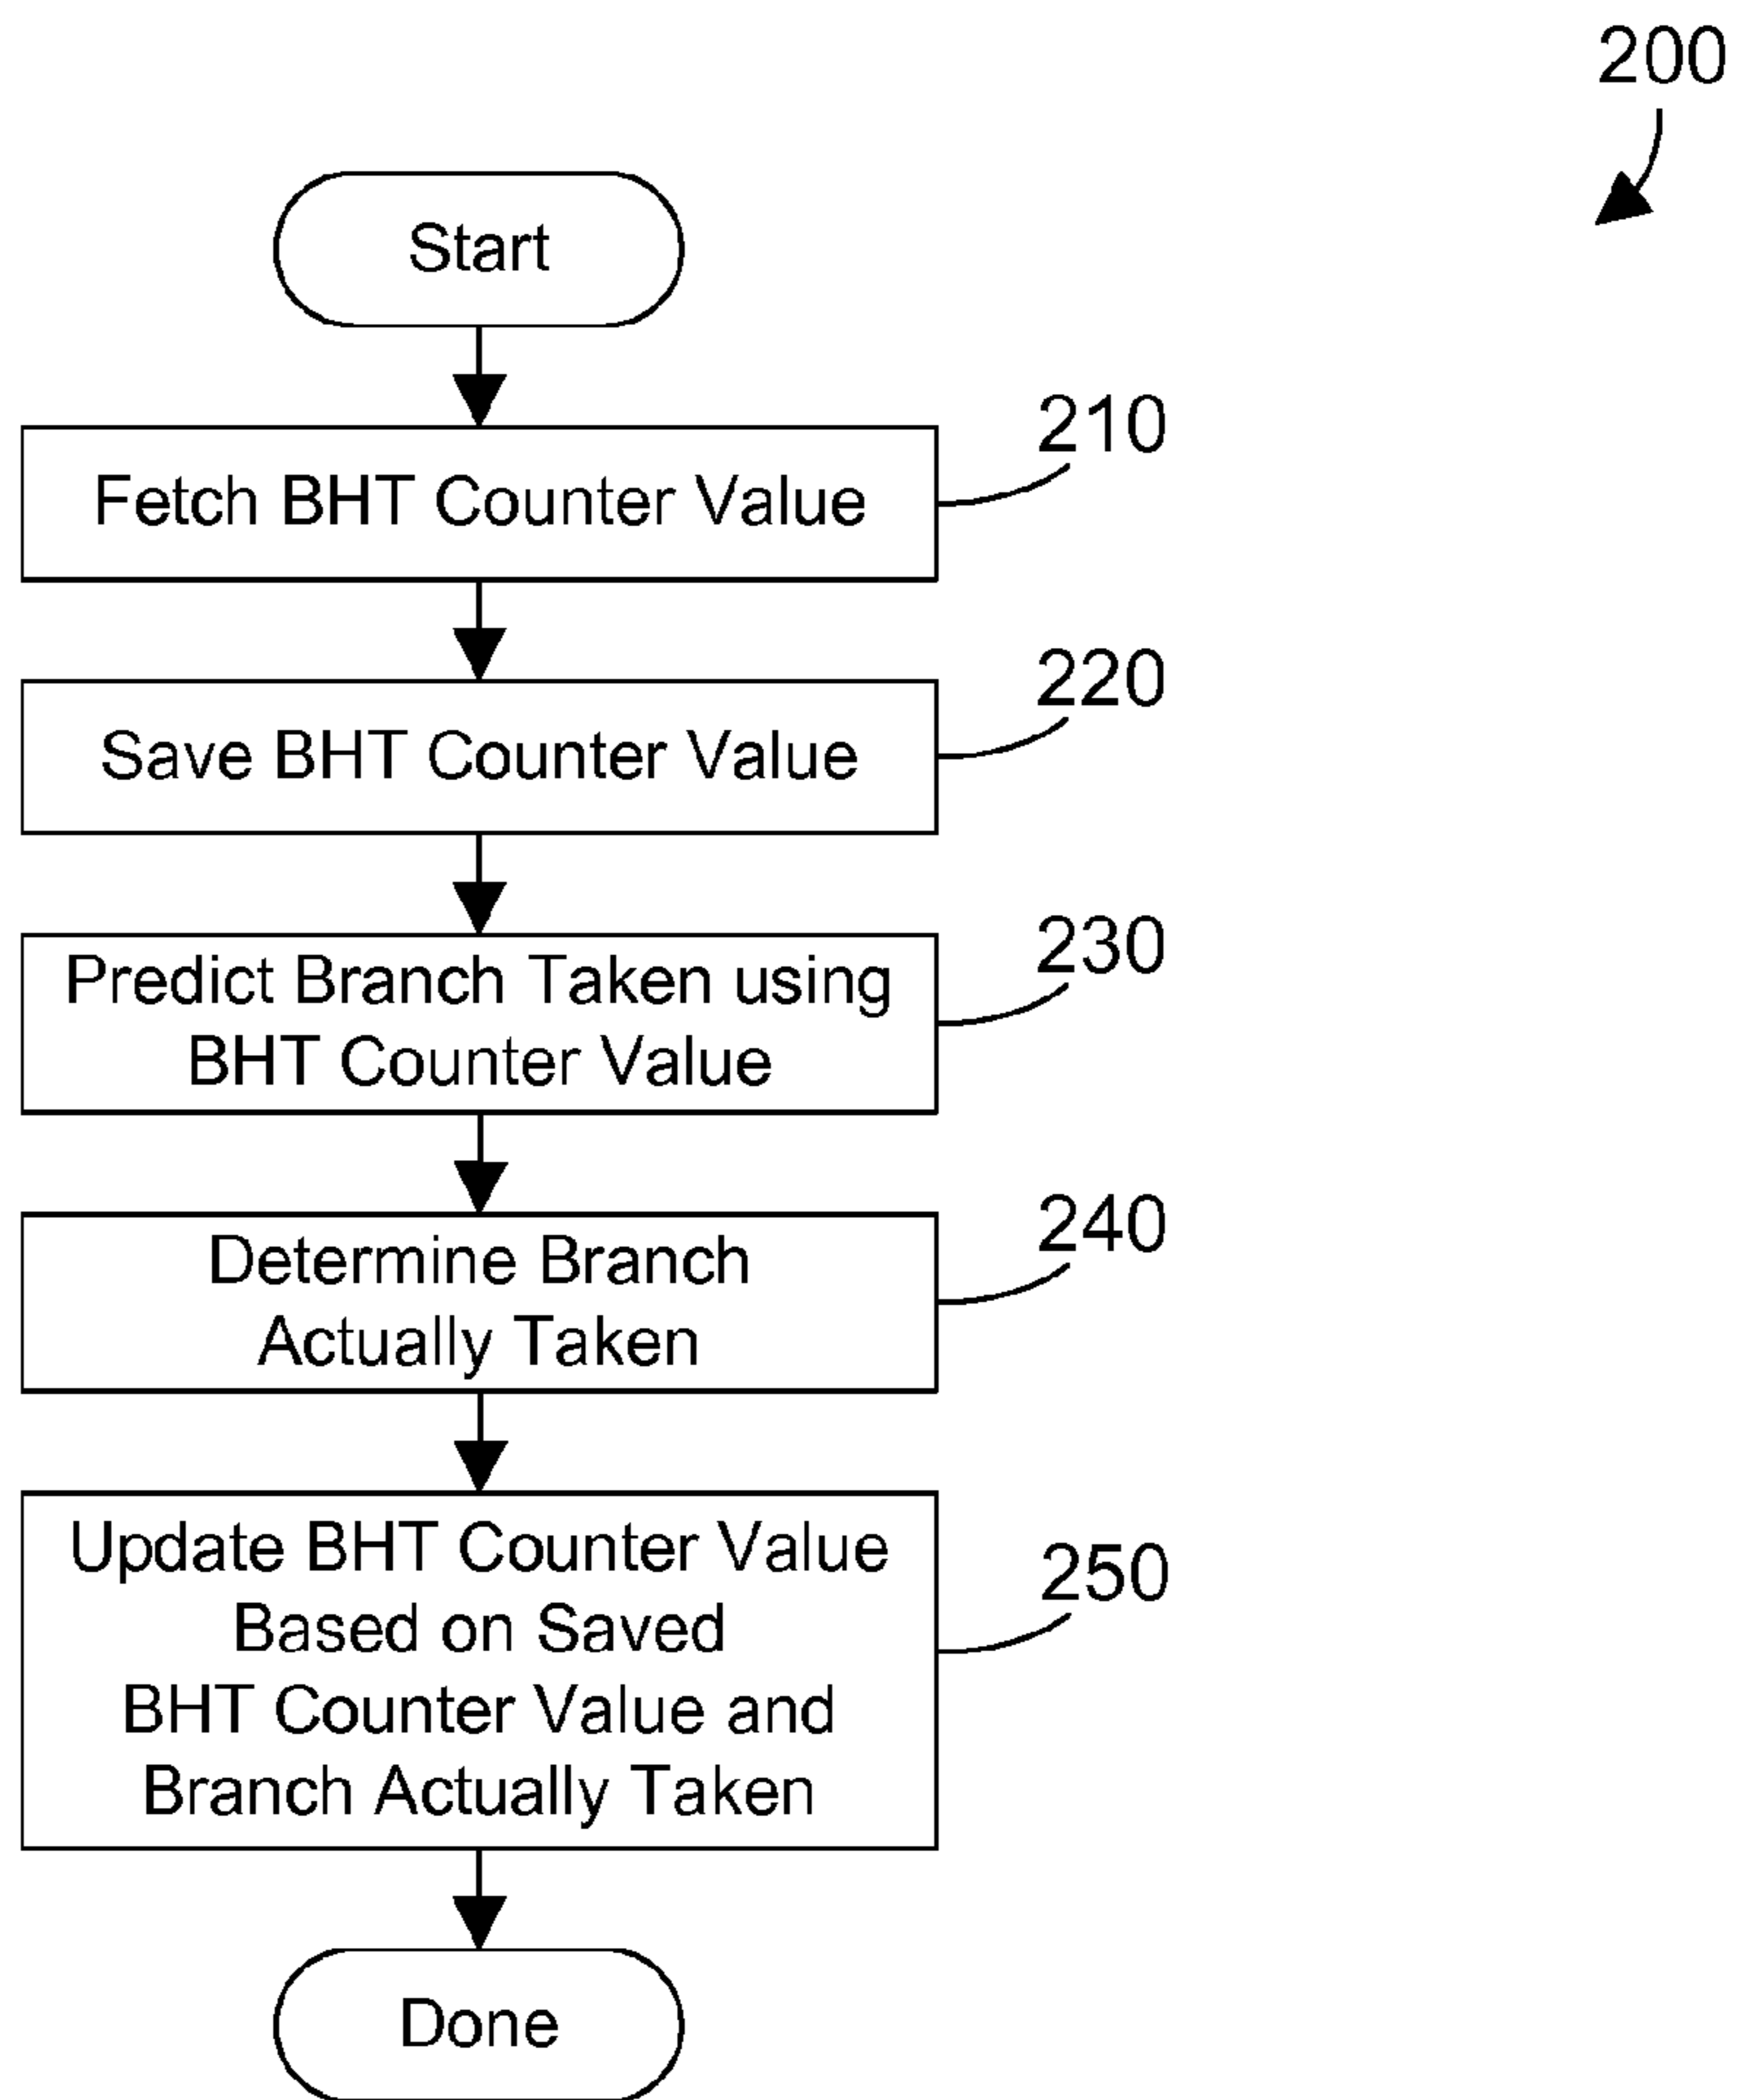 200
Start
210
Fetch BHT Counter Value
220
Save BHT Counter Value
230
Predict Branch Taken using
BHT Counter Value
240
Determine Branch
Actually Taken
250
Update BHT Counter Value
Based on Saved
BHT Counter Value and
Branch Actually Taken
Done